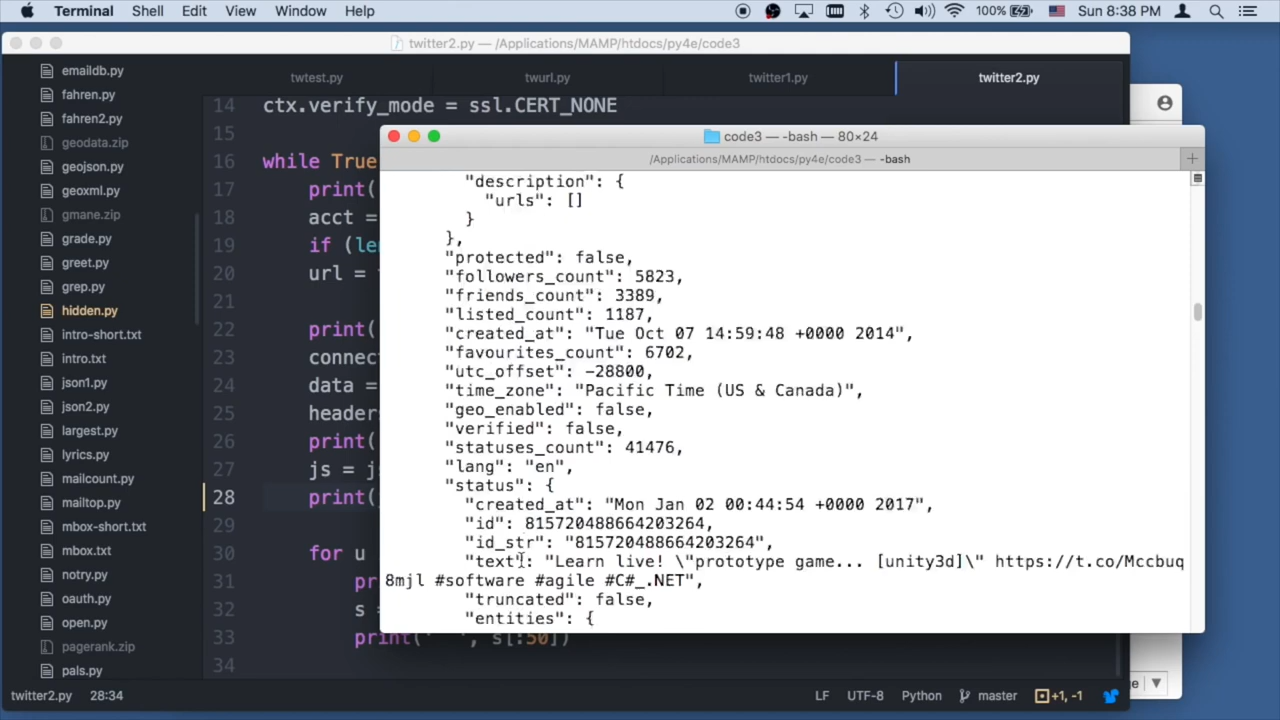 Terminal Shell Edit View Window Help 100% Sun 8:38 PM
twitter2.py — /Applications/MAMP/htdocs/py4e/code3
emaildb.py
fahren.py
fahren2.py
geodata.zip
geojson.py
geoxml.py
gmane.zip
grade.py
greet.py
grep.py
hidden.py
intro-short.txt
intro.txt
json1.py
json2.py
largest.py
lyrics.py
mailcount.py
mailtop.py
mbox-short.txt
mbox.txt
notry.py
oauth.py
open.py
pagerank.zip
pals.py
twtest.py twurl.py twitter1.py twitter2.py
14 ctx.verify_mode = ssl.CERT_NONE
15
16 while True
17 print(
18 acct =
19 if (le
20 url =
21
22 print(
23 connect
24 data =
25 headers
26 print(
27 js = j
28 print(
29
30 for u
31 pr
32 s =
33 print(' ', s[:50])
34
code3 — -bash — 80×24
/Applications/MAMP/htdocs/py4e/code3 — -bash
"description": {
"urls": []
}
},
"protected": false,
"followers_count": 5823,
"friends_count": 3389,
"listed_count": 1187,
"created_at": "Tue Oct 07 14:59:48 +0000 2014",
"favourites_count": 6702,
"utc_offset": -28800,
"time_zone": "Pacific Time (US & Canada)",
"geo_enabled": false,
"verified": false,
"statuses_count": 41476,
"lang": "en",
"status": {
"created_at": "Mon Jan 02 00:44:54 +0000 2017",
"id": 815720488664203264,
"id_str": "815720488664203264",
"text": "Learn live! \"prototype game... [unity3d]\" https://t.co/Mccbuq
8mjl #software #agile #C#_.NET",
"truncated": false,
"entities": {
twitter2.py 28:34 LF UTF-8 Python master +1, -1